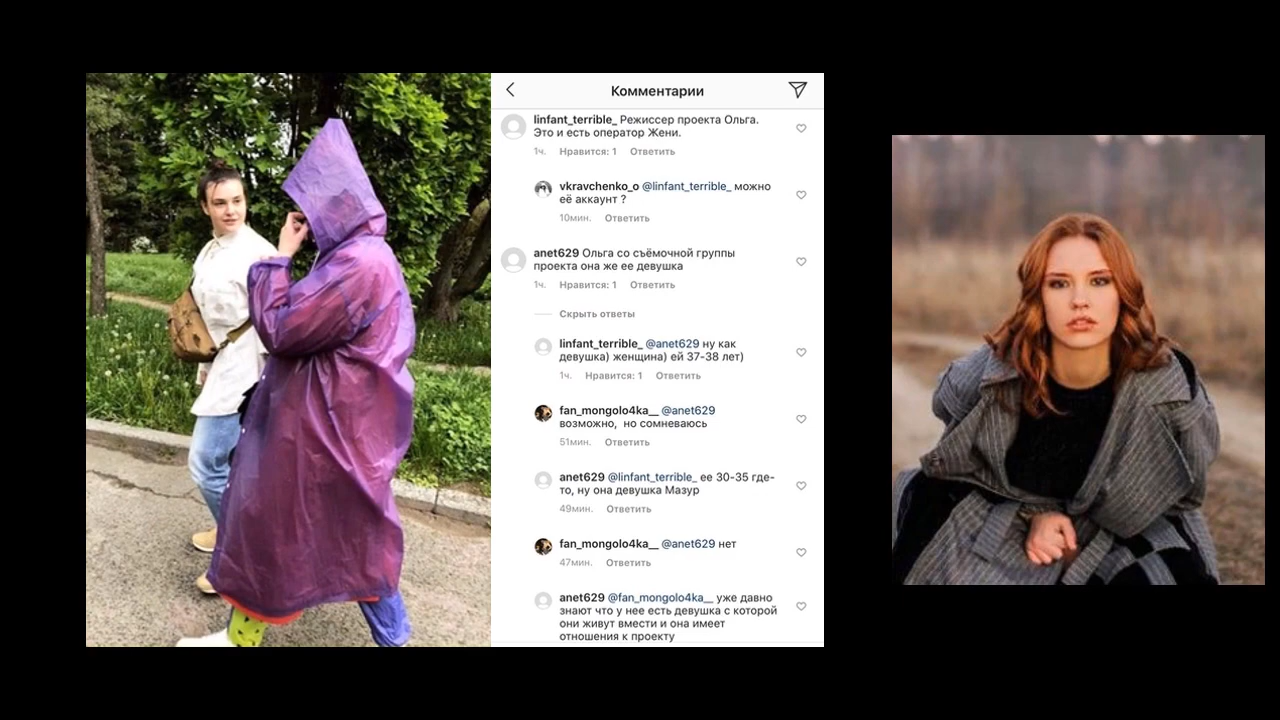 Комментарии
linfant_terrible_ Режиссер проекта Ольга.
Это и есть оператор Жени.
1ч. Нравится: 1 Ответить
vkravchenko_o @linfant_terrible_ можно
её аккаунт ?
10мин. Ответить
anet629 Ольга со съёмочной группы
проекта она же ее девушка
1ч. Нравится: 1 Ответить
Скрыть ответы
linfant_terrible_ @anet629 ну как
девушка) женщина) ей 37-38 лет)
1ч. Нравится: 1 Ответить
fan_mongolo4ka__ @anet629
возможно, но сомневаюсь
51мин. Ответить
anet629 @linfant_terrible_ ее 30-35 где-
то, ну она девушка Мазур
49мин. Ответить
fan_mongolo4ka__ @anet629 нет
47мин. Ответить
anet629 @fan_mongolo4ka__ уже давно
знают что у нее есть девушка с которой
они живут вмести и она имеет
отношения к проекту